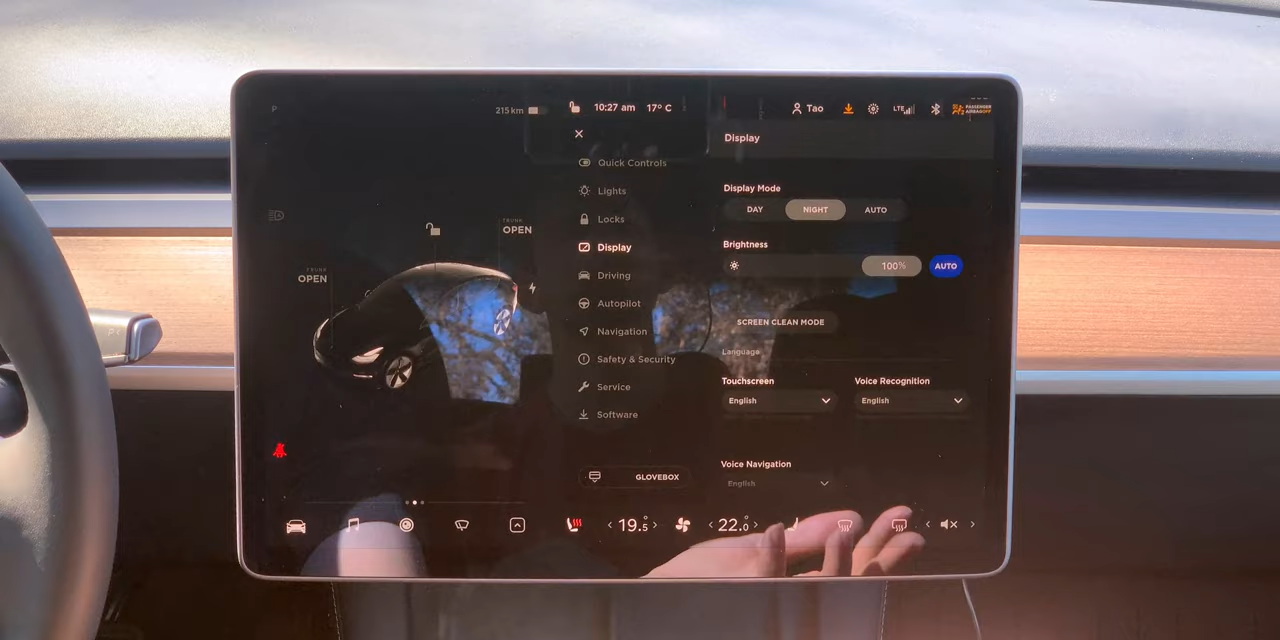 P
215 km
10:27 am 17° C
Tao
LTE
PASSENGER
AIRBAG OFF
Display
Quick Controls
Lights
Locks
Display
Driving
Autopilot
Navigation
Safety & Security
Service
Software
GLOVEBOX
TRUNK
OPEN
OPEN
Display Mode
DAY NIGHT AUTO
Brightness
100% AUTO
SCREEN CLEAN MODE
Language
Touchscreen Voice Recognition
English English
Voice Navigation
English
19.5 22.0